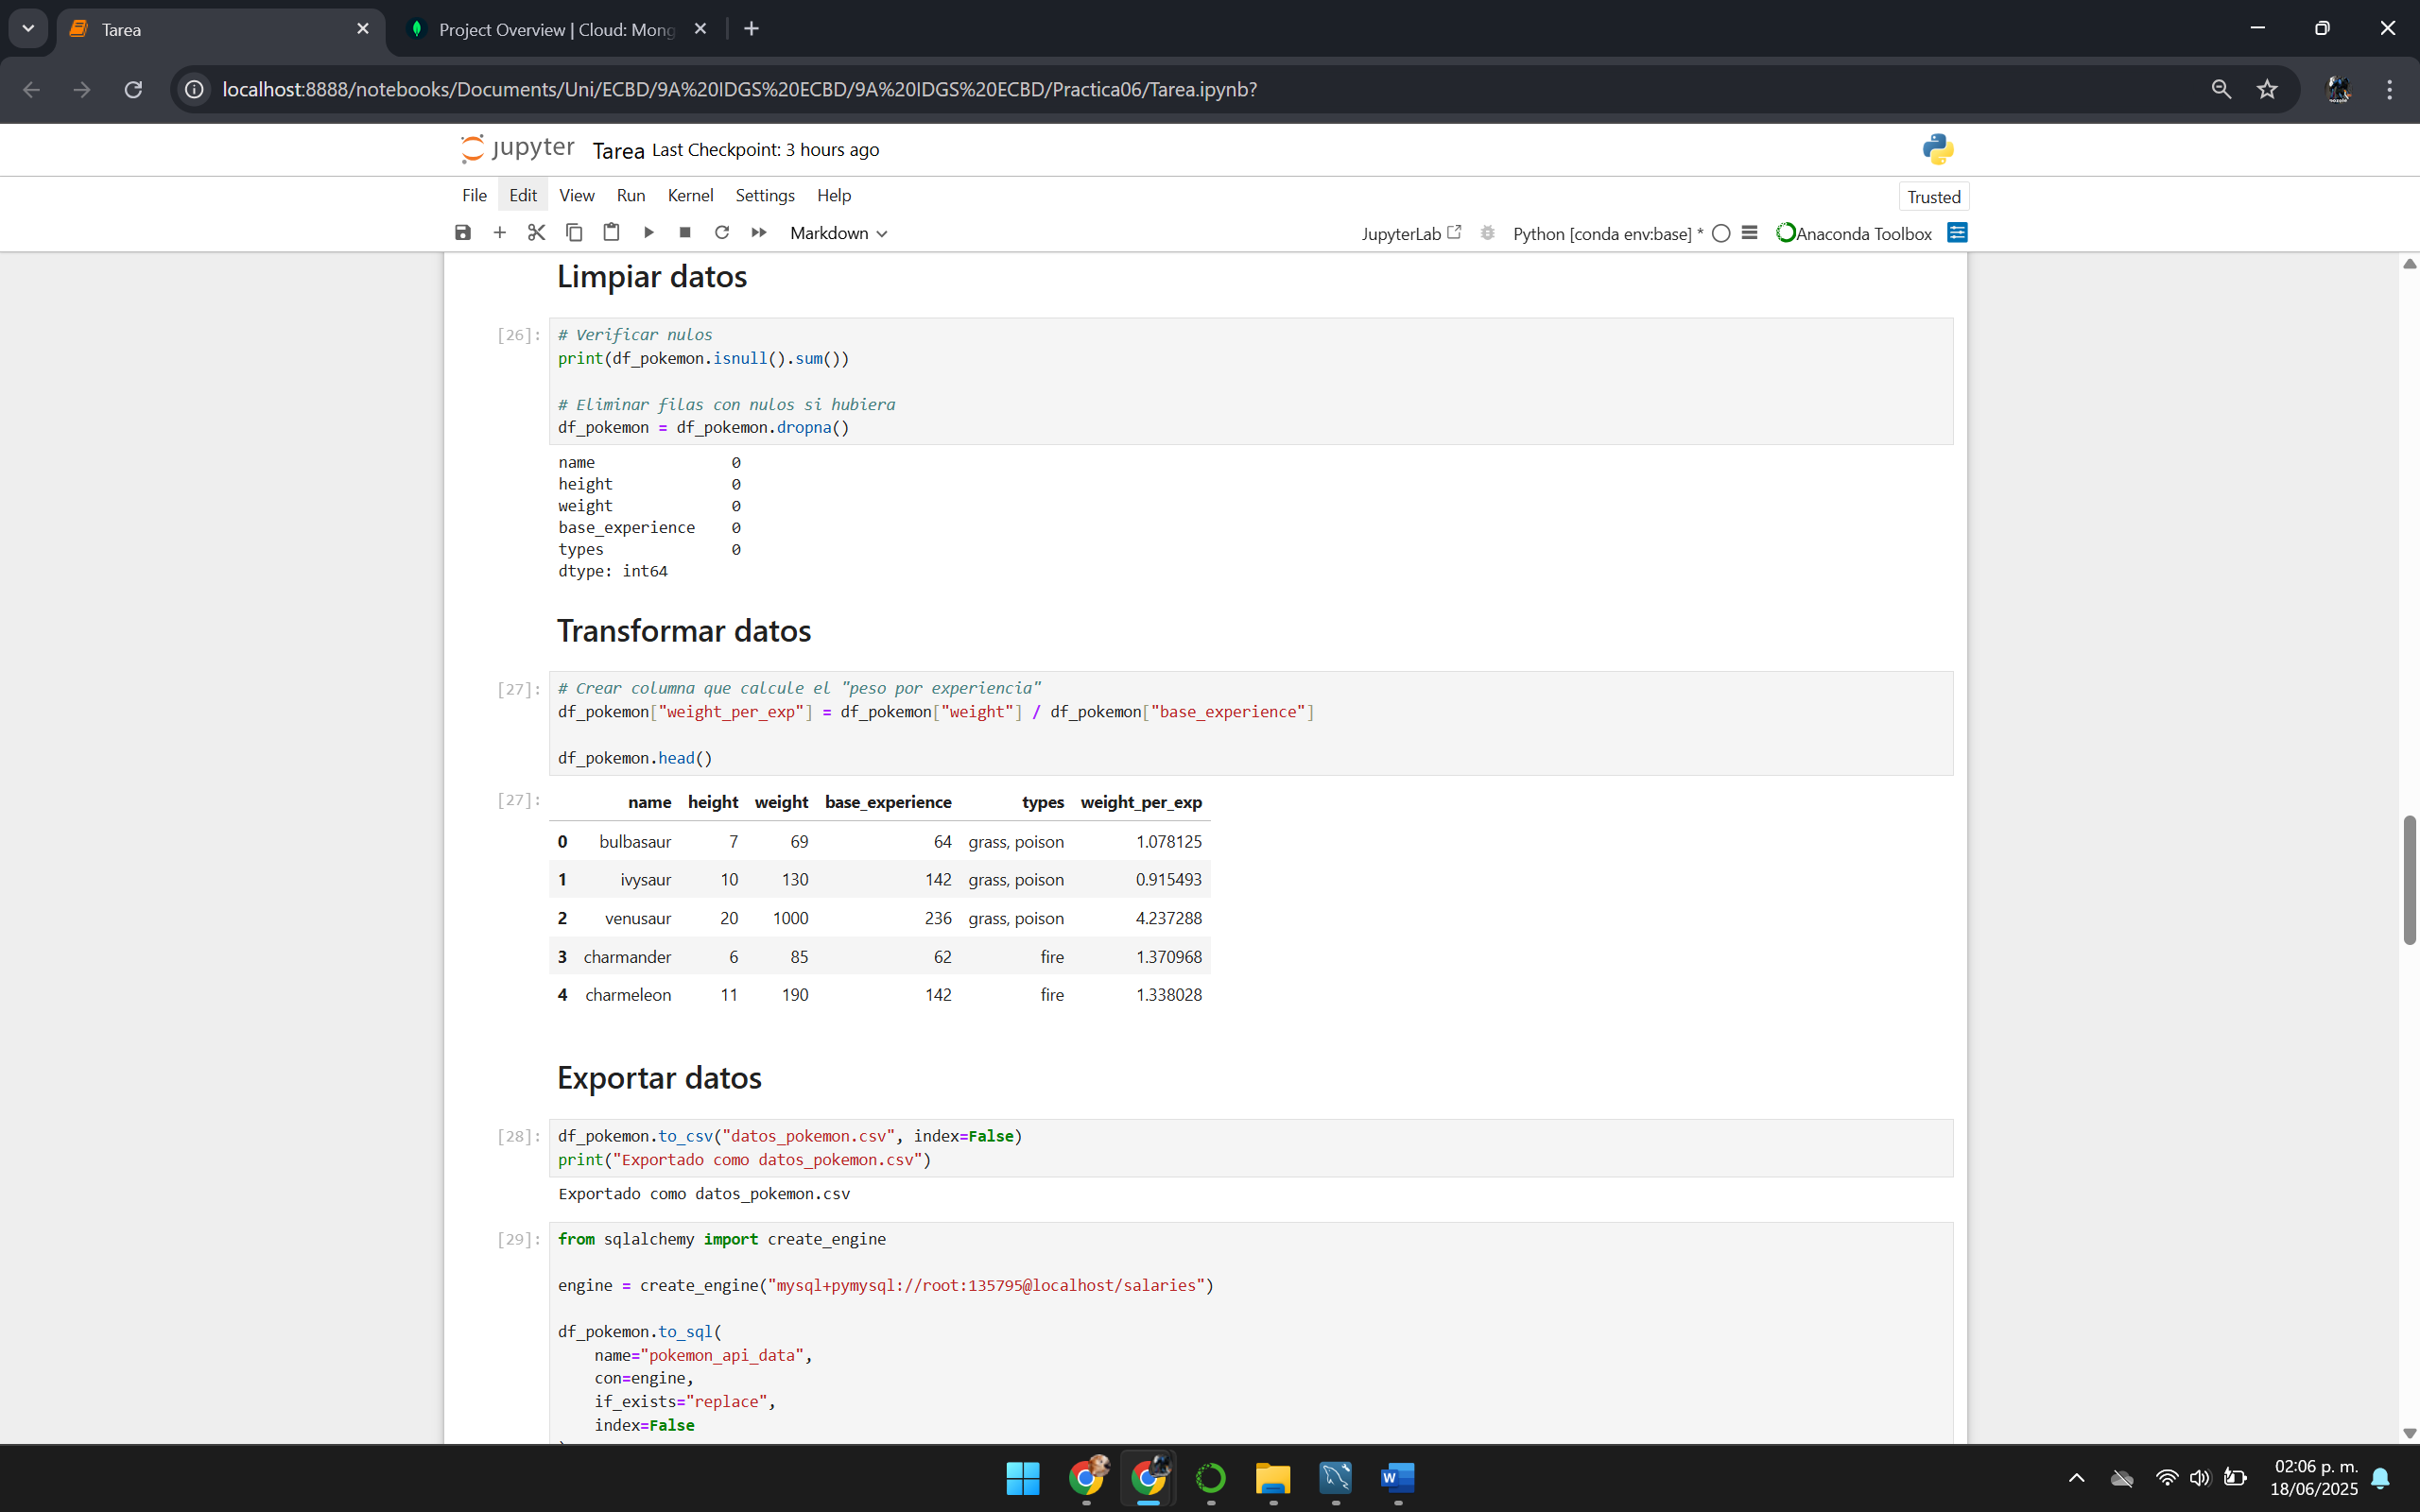 Tarea
Project Overview | Cloud: Mong
localhost:8888/notebooks/Documents/Uni/ECBD/9A%20IDGS%20ECBD/9A%20IDGS%20ECBD/Practica06/Tarea.ipynb?
jupyter Tarea Last Checkpoint: 3 hours ago
File Edit View Run Kernel Settings Help
Trusted
Markdown
JupyterLab Python [conda env:base] * Anaconda Toolbox
Limpiar datos
[26]: # Verificar nulos
print(df_pokemon.isnull().sum())
# Eliminar filas con nulos si hubiera
df_pokemon = df_pokemon.dropna()
name 0
height 0
weight 0
base_experience 0
types 0
dtype: int64
Transformar datos
[27]: # Crear columna que calcule el "peso por experiencia"
df_pokemon["weight_per_exp"] = df_pokemon["weight"] / df_pokemon["base_experience"]
df_pokemon.head()
[27]: name height weight base_experience types weight_per_exp
0 bulbasaur 7 69 64 grass, poison 1.078125
1 ivysaur 10 130 142 grass, poison 0.915493
2 venusaur 20 1000 236 grass, poison 4.237288
3 charmander 6 85 62 fire 1.370968
4 charmeleon 11 190 142 fire 1.338028
Exportar datos
[28]: df_pokemon.to_csv("datos_pokemon.csv", index=False)
print("Exportado como datos_pokemon.csv")
Exportado como datos_pokemon.csv
[29]: from sqlalchemy import create_engine
engine = create_engine("mysql+pymysql://root:135795@localhost/salaries")
df_pokemon.to_sql(
name="pokemon_api_data",
con=engine,
if_exists="replace",
index=False
02:06 p. m.
18/06/2025